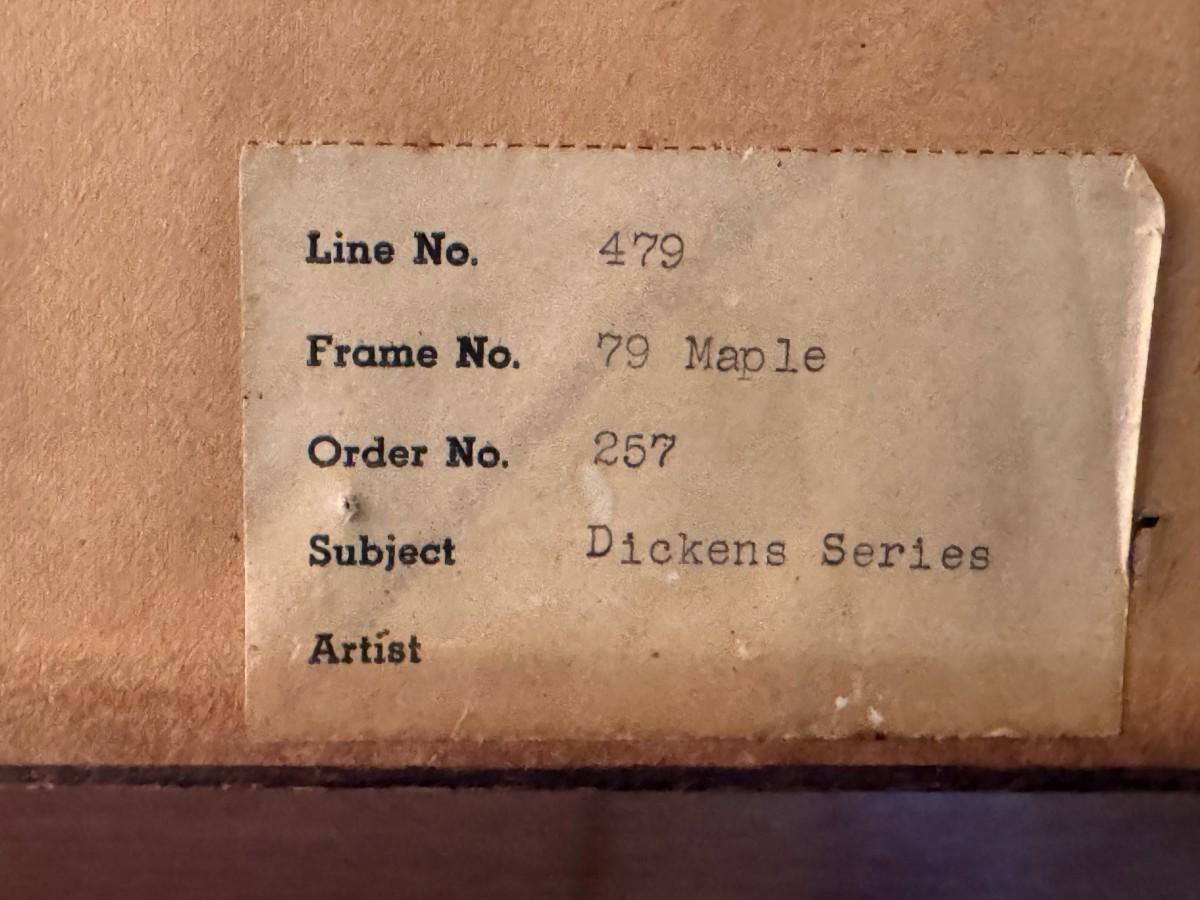 Line No. 479
Frame No. 79 Maple
Order No. 257
Subject Dickens Series
Artist